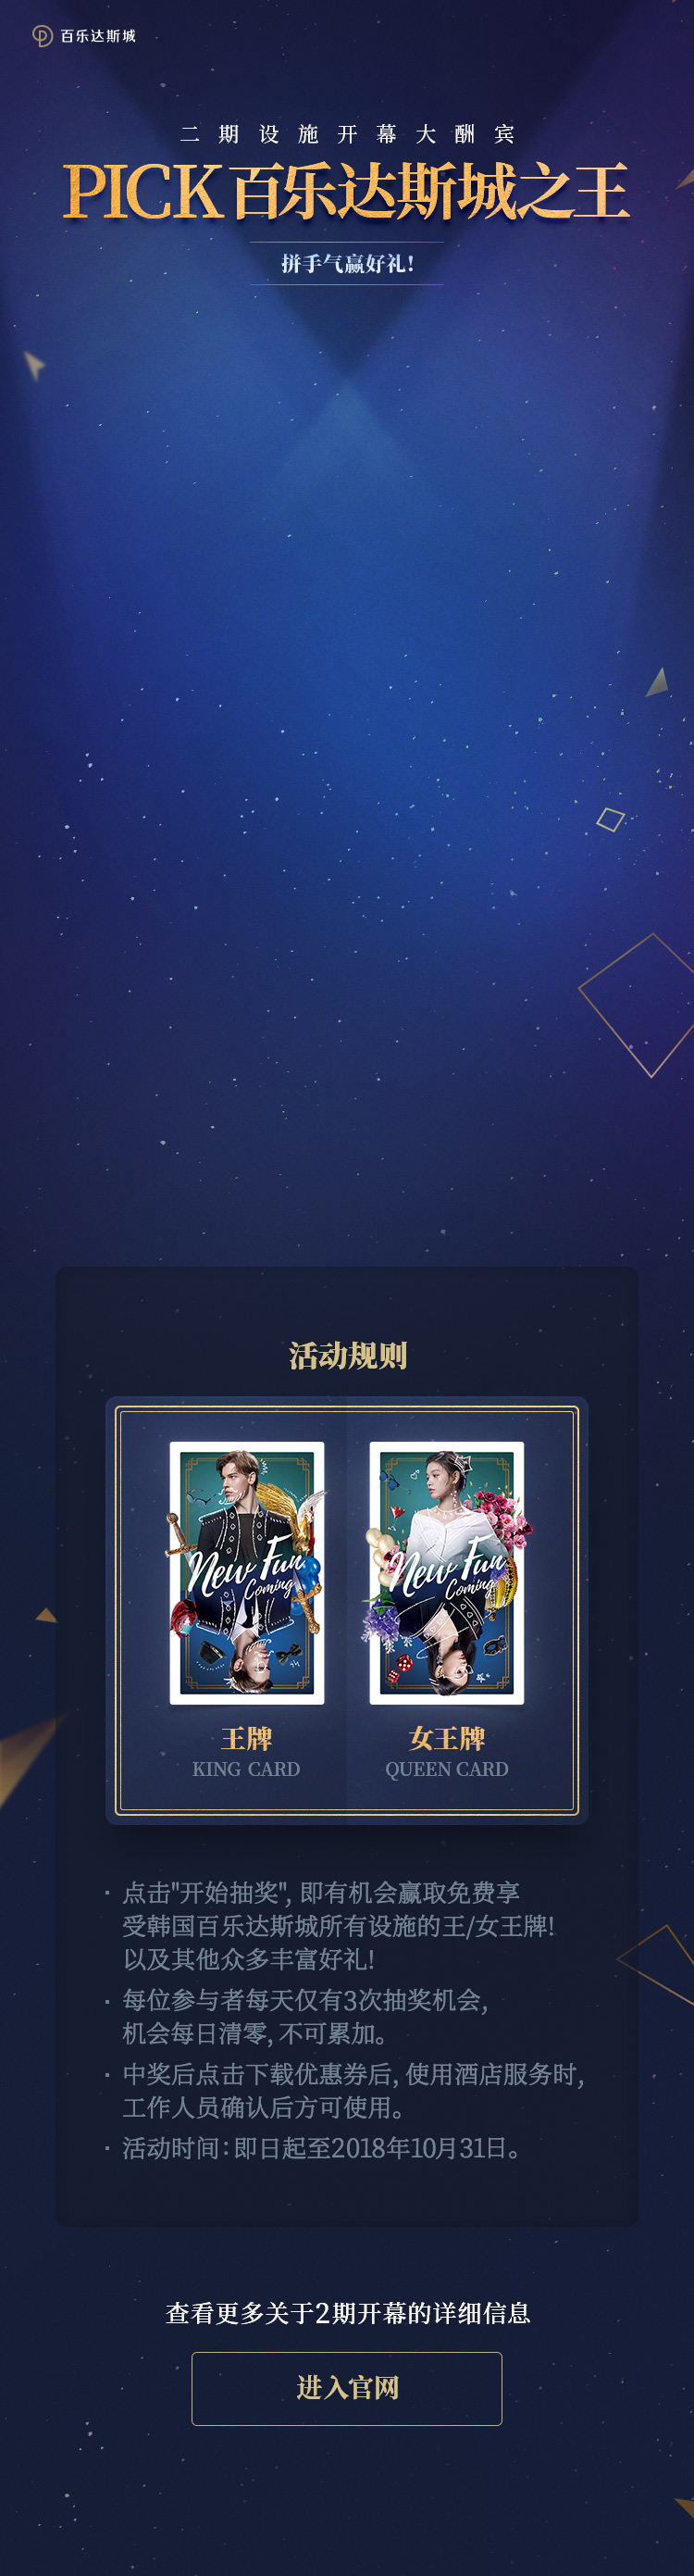 百乐达斯城
二期设施开幕大酬宾
PICK百乐达斯城之王
拼手气赢好礼!
活动规则
New Fun
Coming
New Fun
Coming
王牌
女王牌
KING CARD
QUEEN CARD
· 点击"开始抽奖", 即有机会赢取免费享
受韩国百乐达斯城所有设施的王/女王牌!
以及其他众多丰富好礼!
· 每位参与者每天仅有3次抽奖机会,
机会每日清零, 不可累加。
· 中奖后点击下载优惠券后, 使用酒店服务时,
工作人员确认后方可使用。
· 活动时间: 即日起至2018年10月31日。
查看更多关于2期开幕的详细信息
进入官网